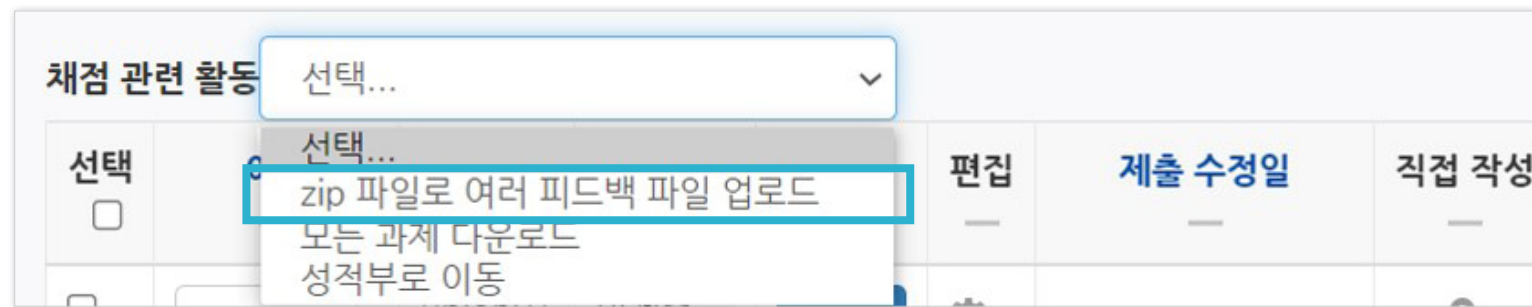 채점 관련 활동 선택...
선택...
zip 파일로 여러 피드백 파일 업로드
모든 과제 다운로드
성적부로 이동
선택 편집 제출 수정일 직접 작성